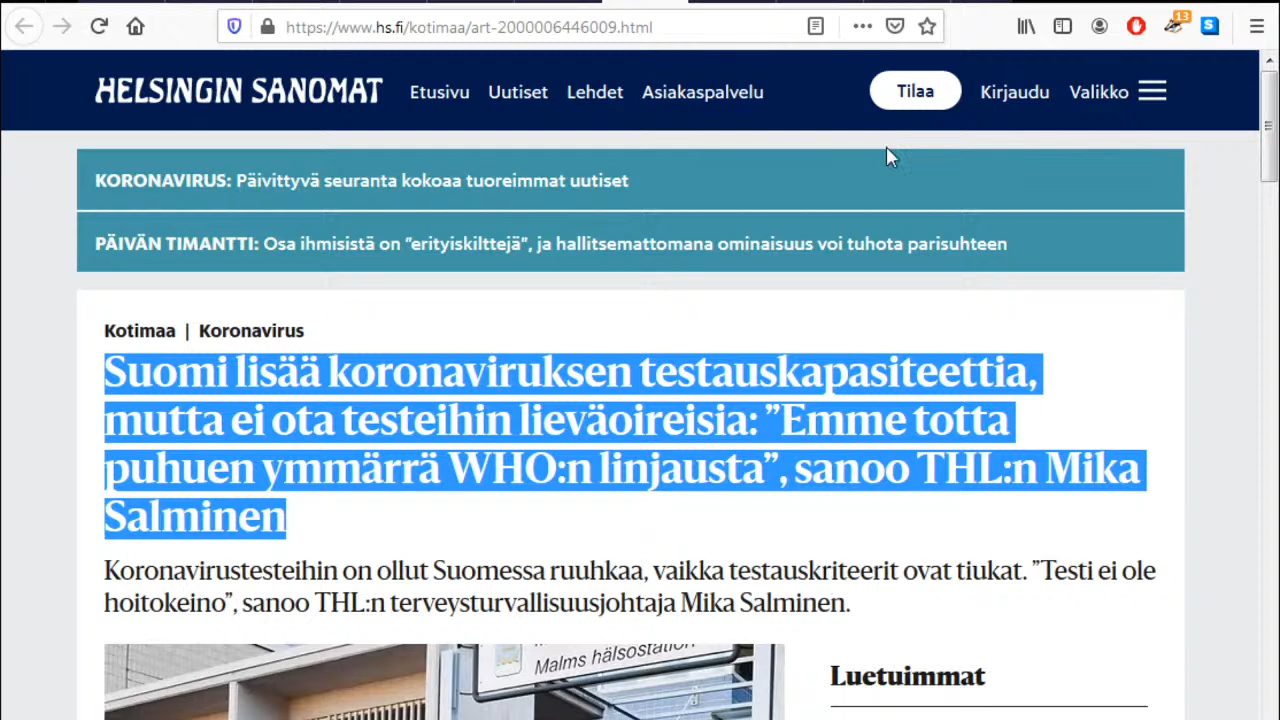 https://www.hs.fi/kotimaa/art-2000006446009.html
13
S
HELSINGIN SANOMAT
Etusivu
Uutiset
Lehdet
Asiakaspalvelu
Tilaa
Kirjaudu
Valikko
KORONAVIRUS: Päivittyvä seuranta kokoaa tuoreimmat uutiset
PÄIVÄN TIMANTTI: Osa ihmisistä on ”erityiskilttejä”, ja hallitsemattomana ominaisuus voi tuhota parisuhteen
Kotimaa | Koronavirus
Suomi lisää koronaviruksen testauskapasiteettia,
mutta ei ota testeihin lieväoireisia: ”Emme totta
puhuen ymmärrä WHO:n linjausta”, sanoo THL:n Mika
Salminen
Koronavirustesteihin on ollut Suomessa ruuhkaa, vaikka testauskriteerit ovat tiukat. ”Testi ei ole
hoitokeino”, sanoo THL:n terveysturvallisuusjohtaja Mika Salminen.
Malms hälsostation
Luetuimmat